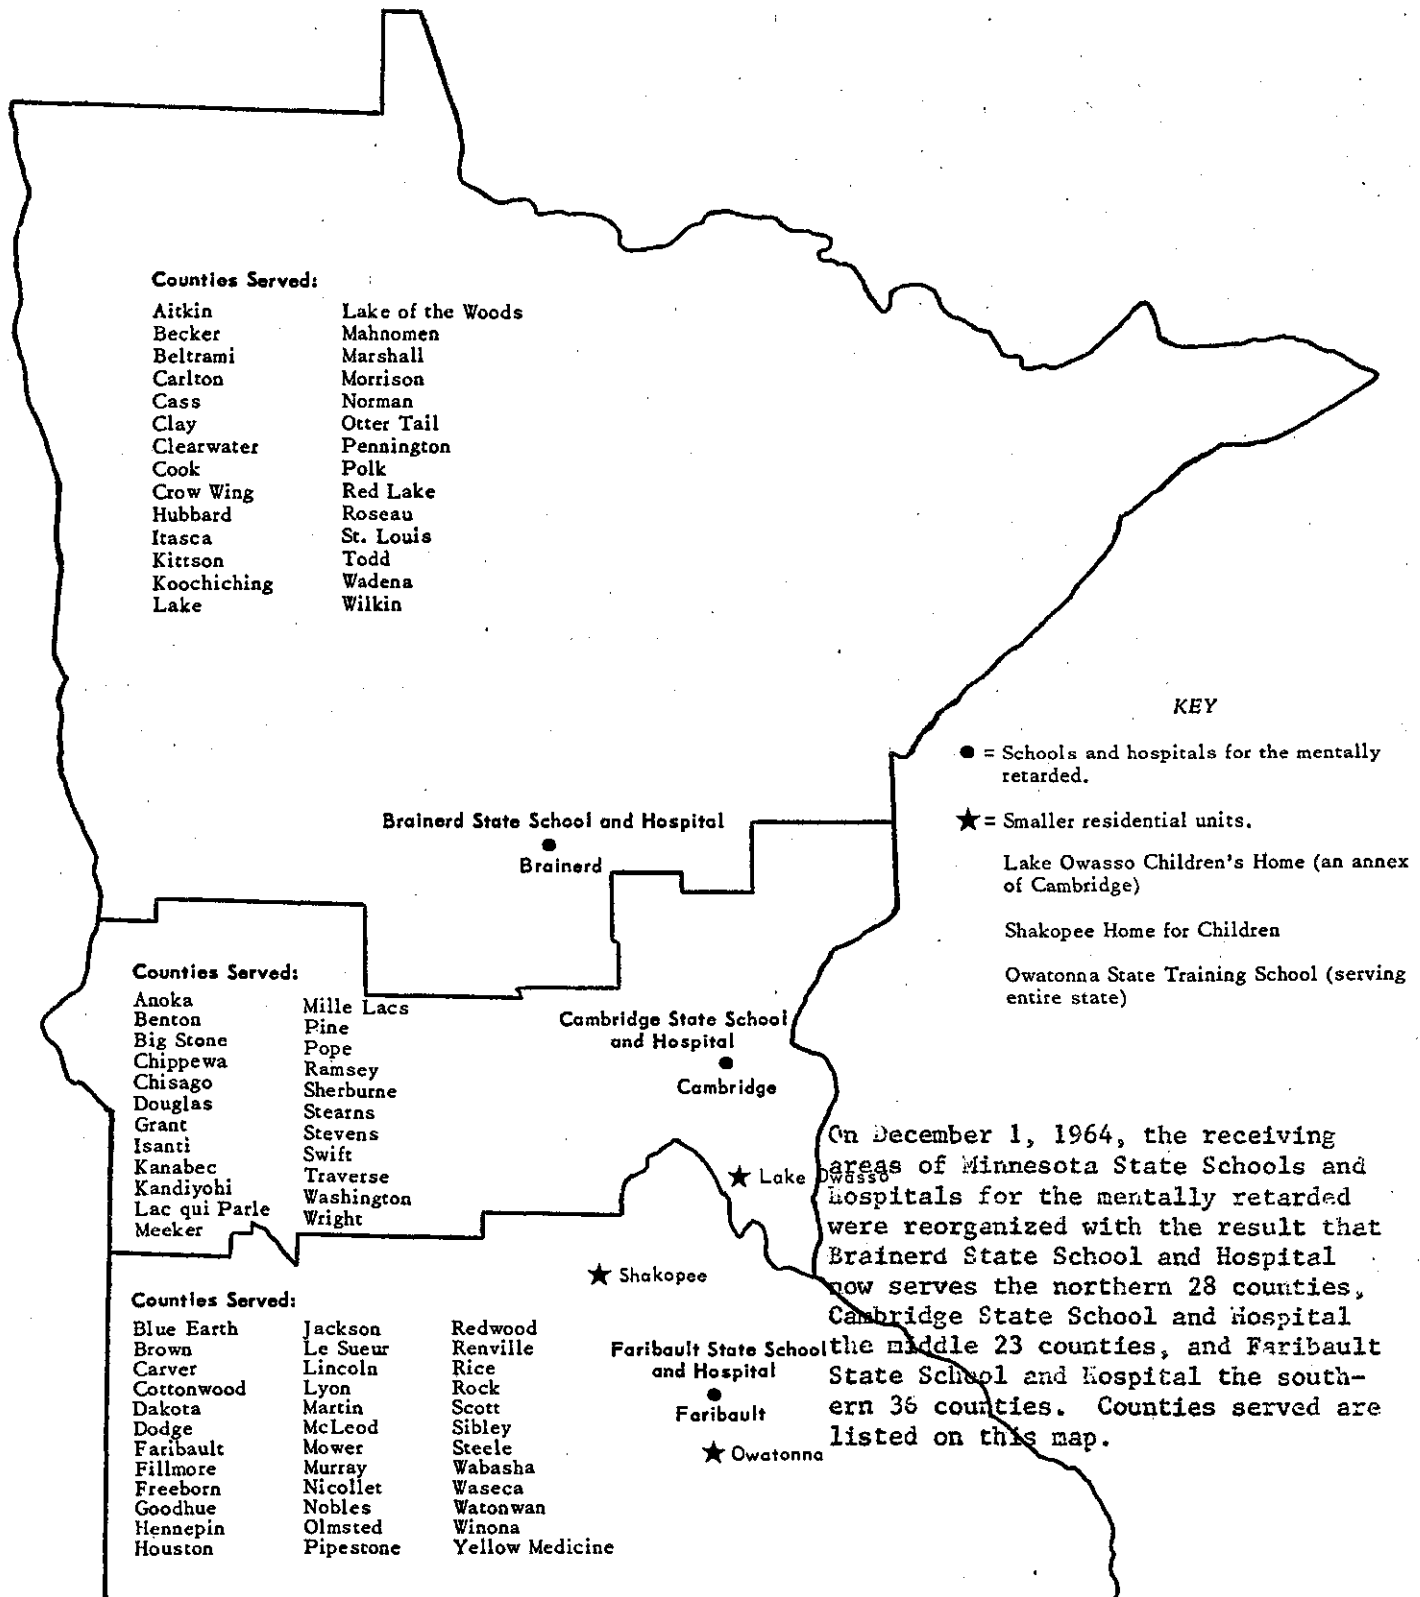 Counties Served:
Aitkin
Becker
Beltrami
Carlton
Cass
Clay
Clearwater
Cook
Crow Wing
Hubbard
Itasca
Kittson
Koochiching
Lake
Lake of the Woods
Mahnomen
Marshall
Morrison
Norman
Otter Tail
Pennington
Polk
Red Lake
Roseau
St. Louis
Todd
Wadena
Wilkin
KEY
● = Schools and hospitals for the mentally
retarded.
★ = Smaller residential units.
Lake Owasso Children's Home (an annex
of Cambridge)
Shakopee Home for Children
Owatonna State Training School (serving
entire state)
Brainerd State School and Hospital
Brainerd
Counties Served:
Anoka
Benton
Big Stone
Chippewa
Chisago
Douglas
Grant
Isanti
Kanabec
Kandiyohi
Lac qui Parle
Meeker
Mille Lacs
Pine
Pope
Ramsey
Sherburne
Stearns
Stevens
Swift
Traverse
Washington
Wright
Cambridge State School
and Hospital
Cambridge
Lake Owasso
Shakopee
Counties Served:
Blue Earth
Brown
Carver
Cottonwood
Dakota
Dodge
Faribault
Fillmore
Freeborn
Goodhue
Hennepin
Houston
Jackson
Le Sueur
Lincoln
Lyon
Martin
McLeod
Mower
Murray
Nicollet
Nobles
Olmsted
Pipestone
Redwood
Renville
Rice
Rock
Scott
Sibley
Steele
Wabasha
Waseca
Watonwan
Winona
Yellow Medicine
Faribault State School
and Hospital
Faribault
Owatonna
On December 1, 1964, the receiving
areas of Minnesota State Schools and
Hospitals for the mentally retarded
were reorganized with the result that
Brainerd State School and Hospital
now serves the northern 28 counties,
Cambridge State School and Hospital
the middle 23 counties, and Faribault
State School and Hospital the south-
ern 36 counties. Counties served are
listed on this map.